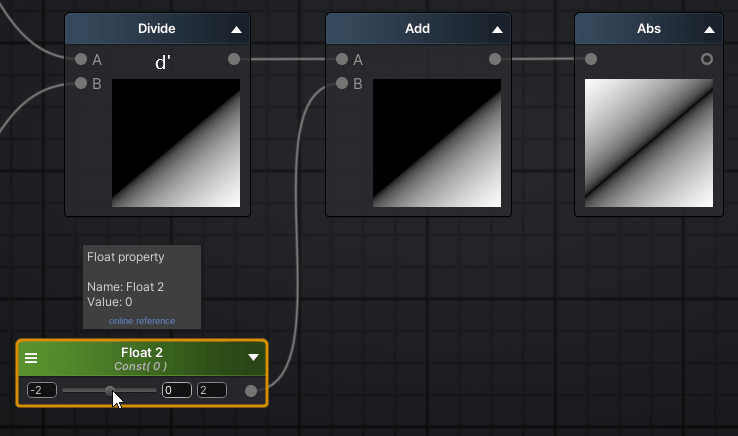 Divide
A
d'
B
Add
A
B
Abs
Float property
Name: Float 2
Value: 0
online reference
Float 2
Const( 0 )
-2
0
2